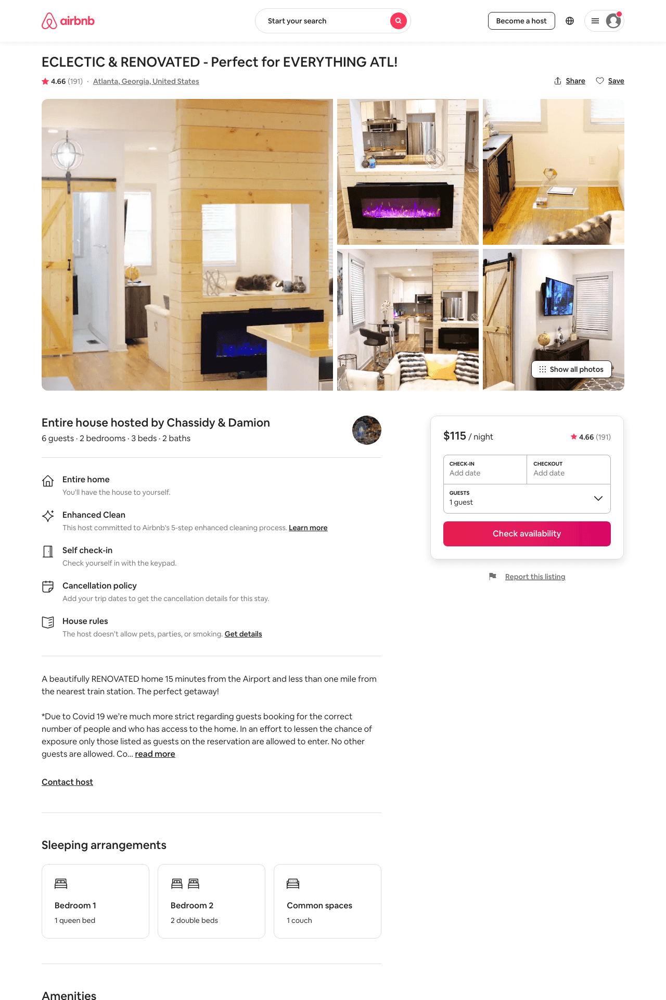 airbnb
Start your search
Become a host
ECLECTIC & RENOVATED - Perfect for EVERYTHING ATL!
4.66 (191) · Atlanta, Georgia, United States
Share Save
Show all photos
Entire house hosted by Chassidy & Damion
6 guests · 2 bedrooms · 3 beds · 2 baths
Entire home
You’ll have the house to yourself.
Enhanced Clean
This host committed to Airbnb's 5-step enhanced cleaning process. Learn more
Self check-in
Check yourself in with the keypad.
Cancellation policy
Add your trip dates to get the cancellation details for this stay.
House rules
The host doesn’t allow pets, parties, or smoking. Get details
$115 / night
4.66 (191)
CHECK-IN
Add date
CHECKOUT
Add date
GUESTS
1 guest
Check availability
Report this listing
A beautifully RENOVATED home 15 minutes from the Airport and less than one mile from
the nearest train station. The perfect getaway!
*Due to Covid 19 we’re much more strict regarding guests booking for the correct
number of people and who has access to the home. In an effort to lessen the chance of
exposure only those listed as guests on the reservation are allowed to enter. No other
guests are allowed. Co... read more
Contact host
Sleeping arrangements
Bedroom 1
1 queen bed
Bedroom 2
2 double beds
Common spaces
1 couch
Amenities